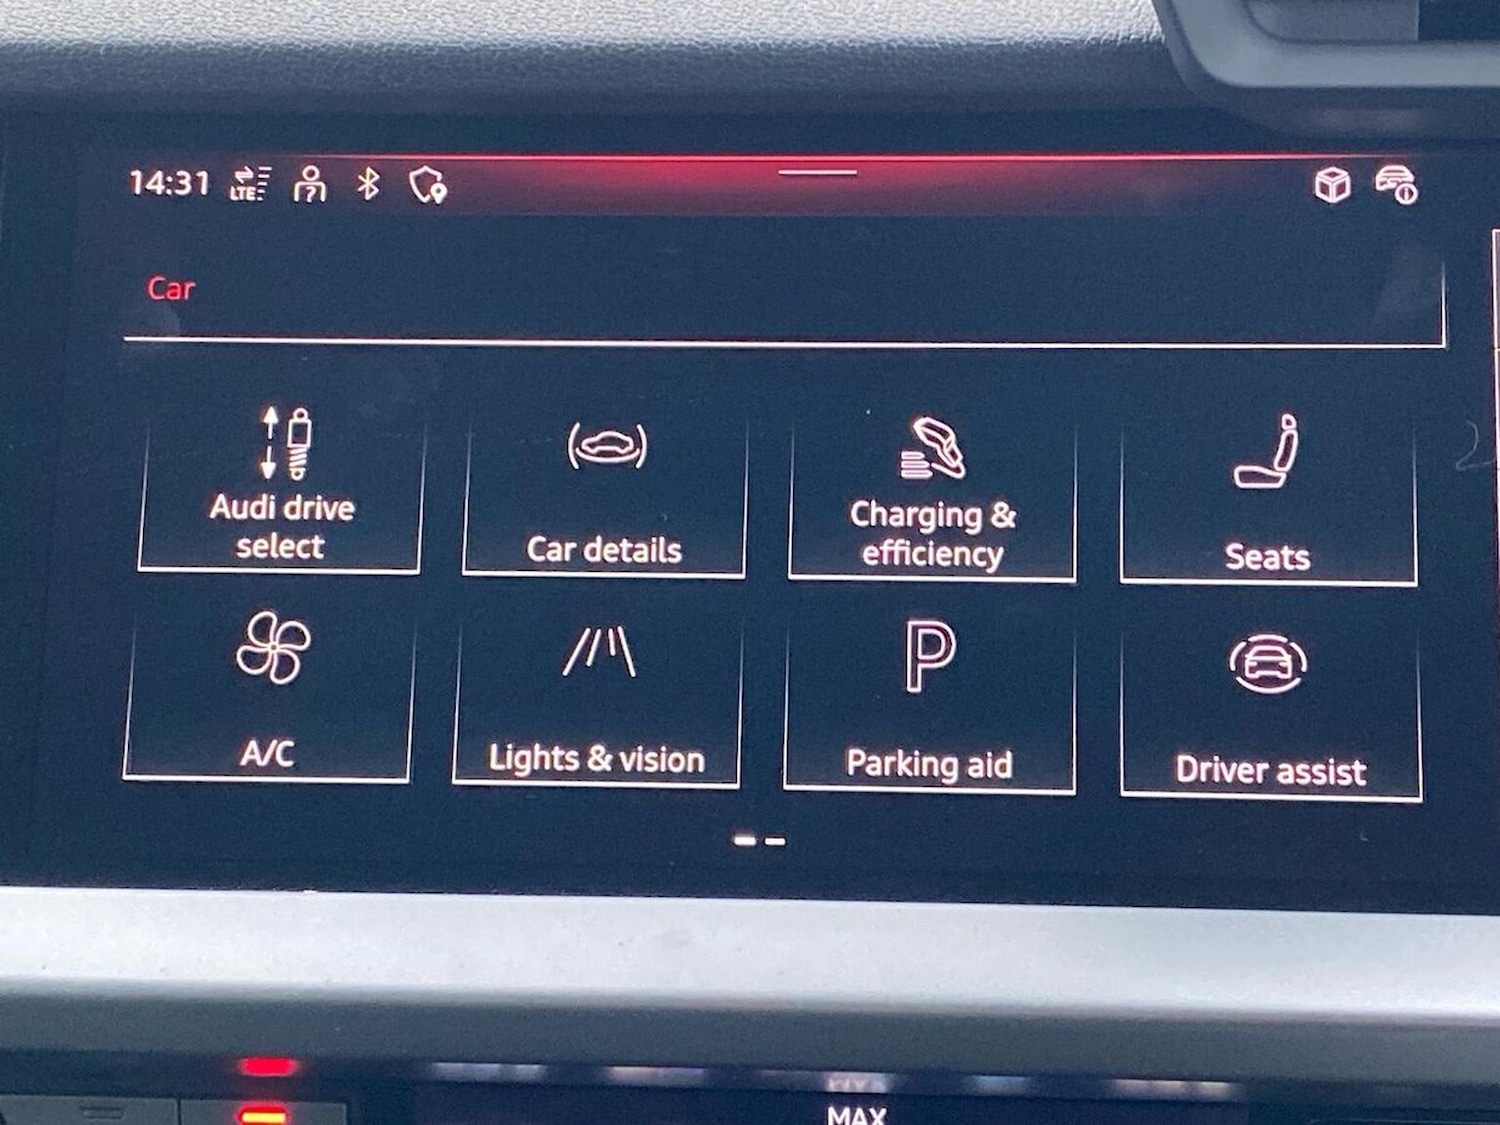 14:31 LTE ?
Car
Audi drive
select
Car details
Charging &
efficiency
Seats
A/C
Lights & vision
P
Parking aid
Driver assist
MAX